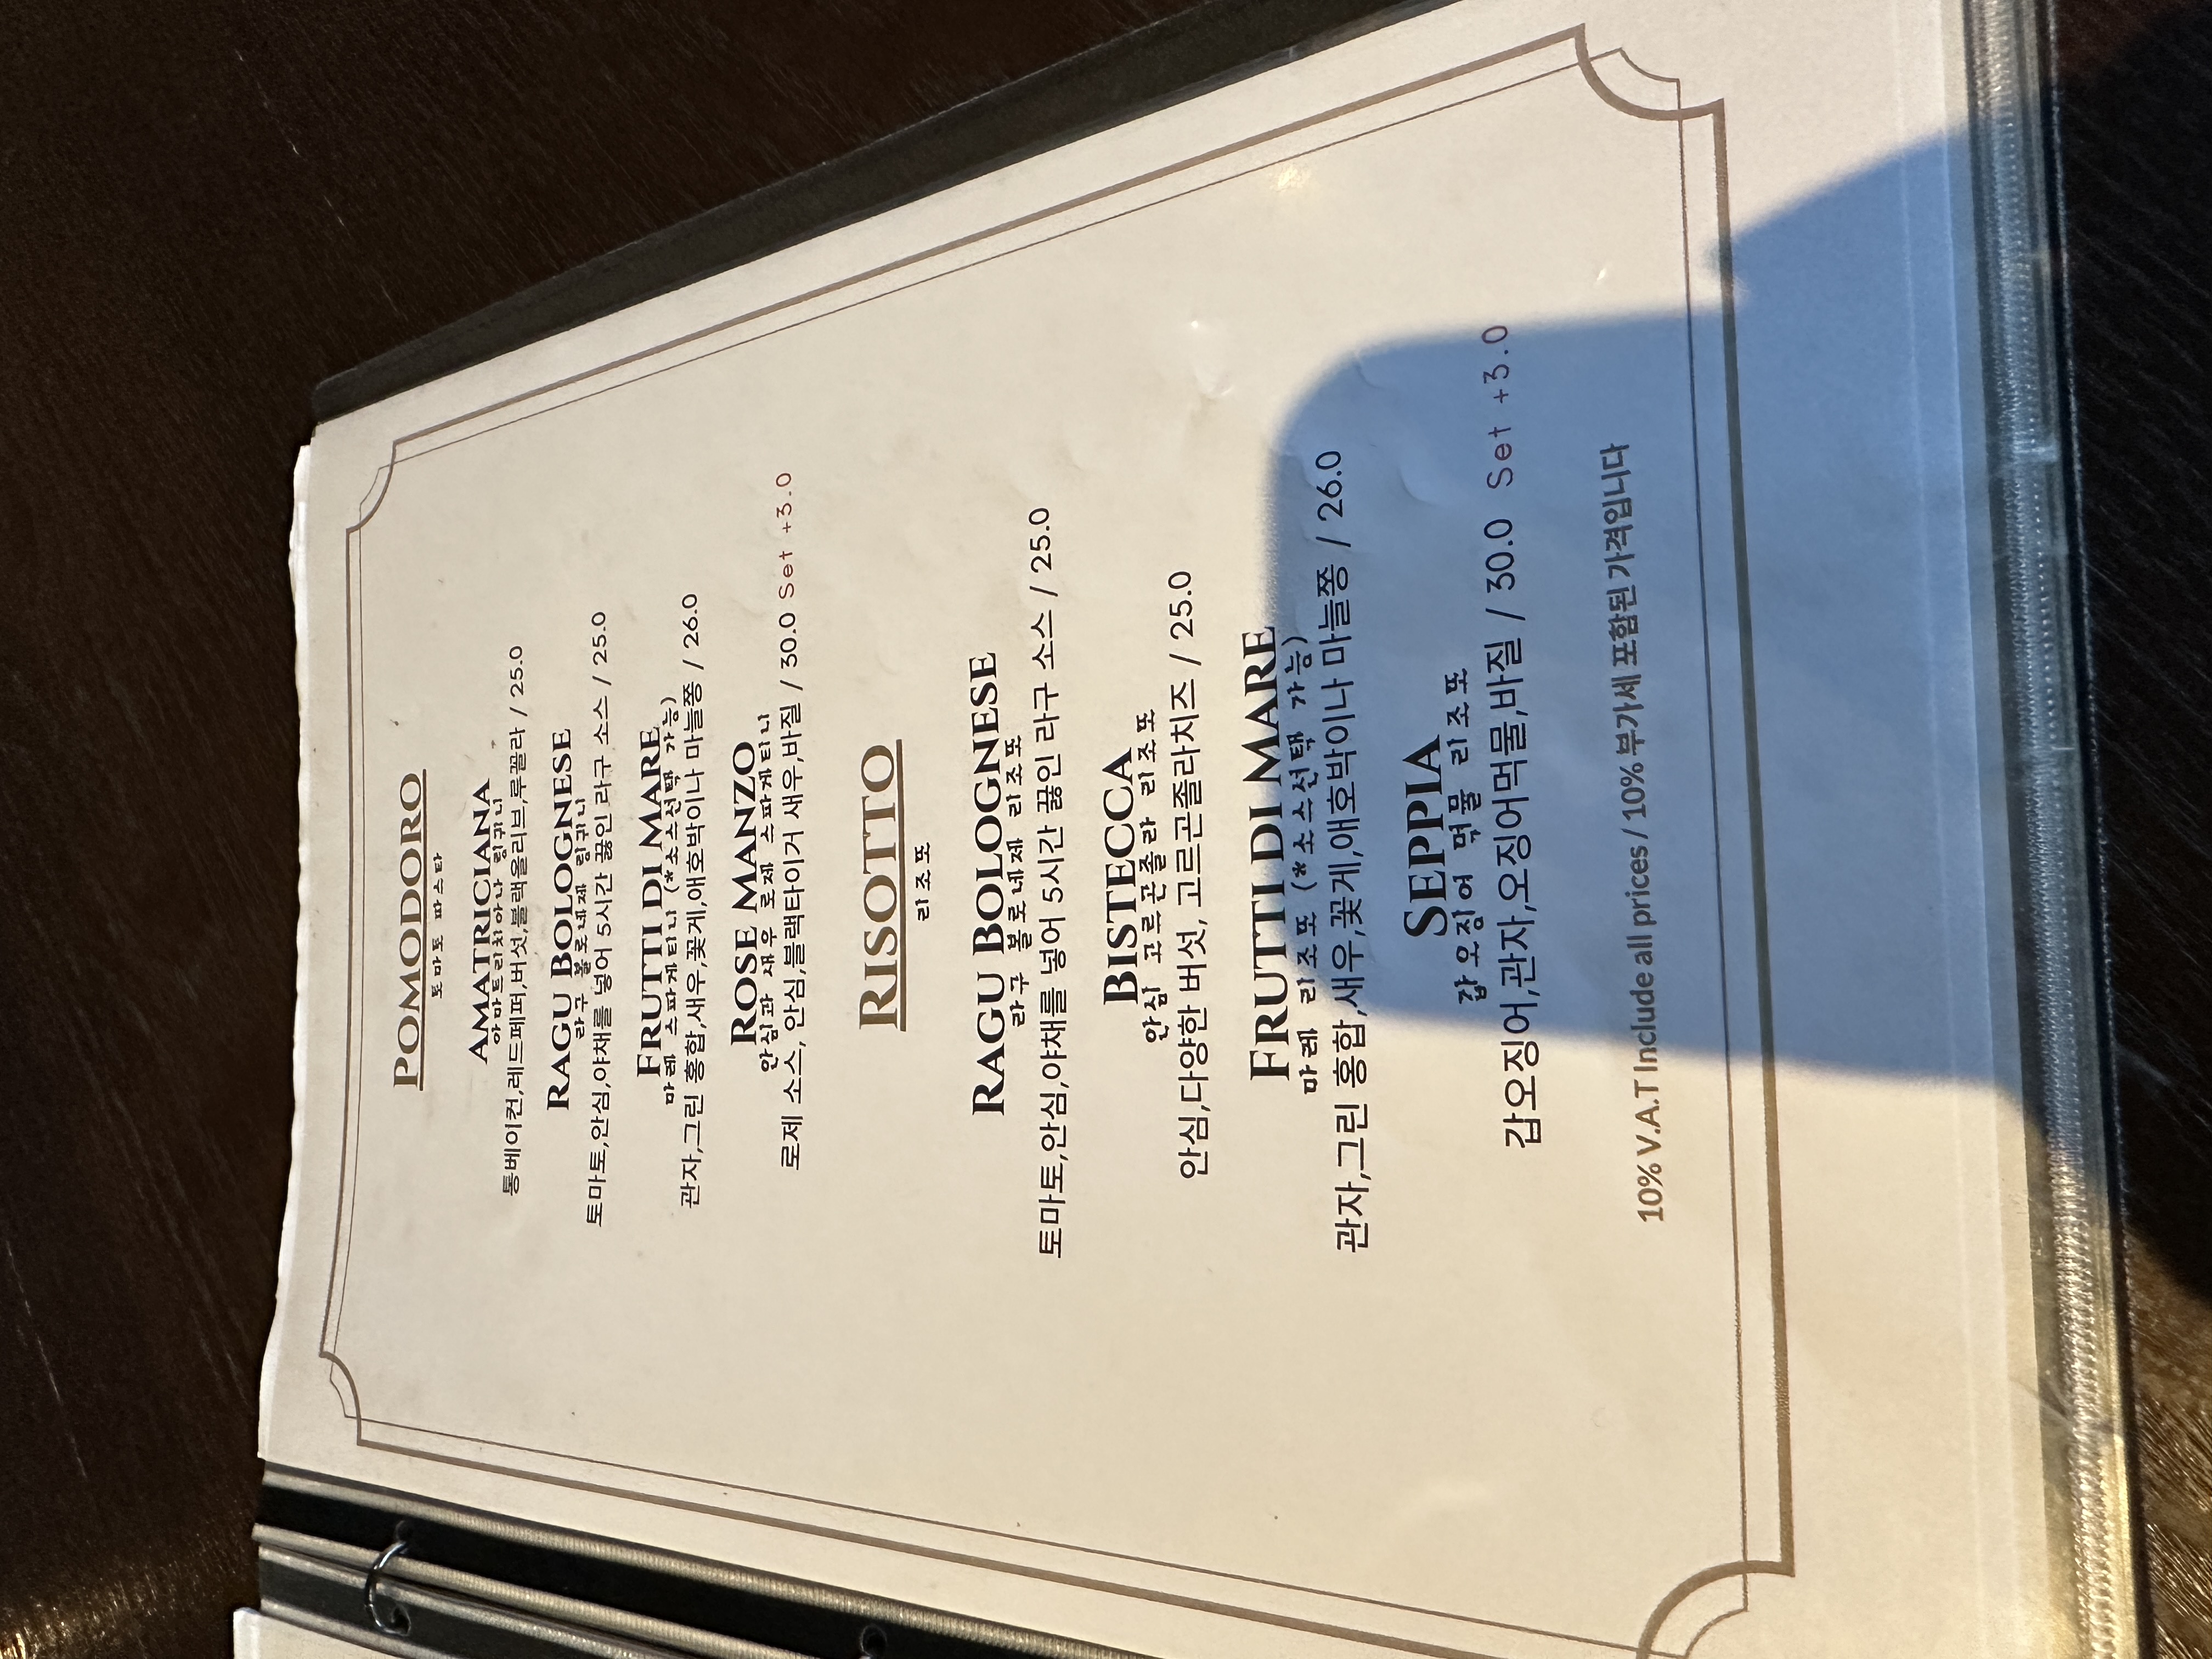 POMODORO
토마토 파스타
AMATRICIANA
아마트리치아나 링귀니
통베이컨,레드페퍼,버섯,블랙올리브,루꼴라 / 25.0
RAGU BOLOGNESE
라구 볼로네제 링귀니
토마토,안심,야채를 넣어 5시간 끓인 라구 소스 / 25.0
FRUTTI DI MARE
마레 스파게티니 (*소스선택 가능)
관자,그린 홍합,새우,꽃게,애호박이나 마늘쫑 / 26.0
ROSE MANZO
안심과 새우 로제 스파게티니
로제 소스, 안심,블랙타이거 새우,바질 / 30.0 Set +3.0
RISOTTO
리조또
RAGU BOLOGNESE
라구 볼로네제 리조또
토마토,안심,야채를 넣어 5시간 끓인 라구 소스 / 25.0
BISTECCA
안심 고르곤졸라 리조또
안심,다양한 버섯, 고르곤졸라치즈 / 25.0
FRUTTI DI MARE
마레 리조또 (*소스선택 가능)
관자,그린 홍합,새우,꽃게,애호박이나 마늘쫑 / 26.0
SEPPIA
갑오징어 먹물 리조또
갑오징어,관자,오징어먹물,바질 / 30.0 Set +3.0
10% V.A.T Include all prices / 10% 부가세 포함된 가격입니다